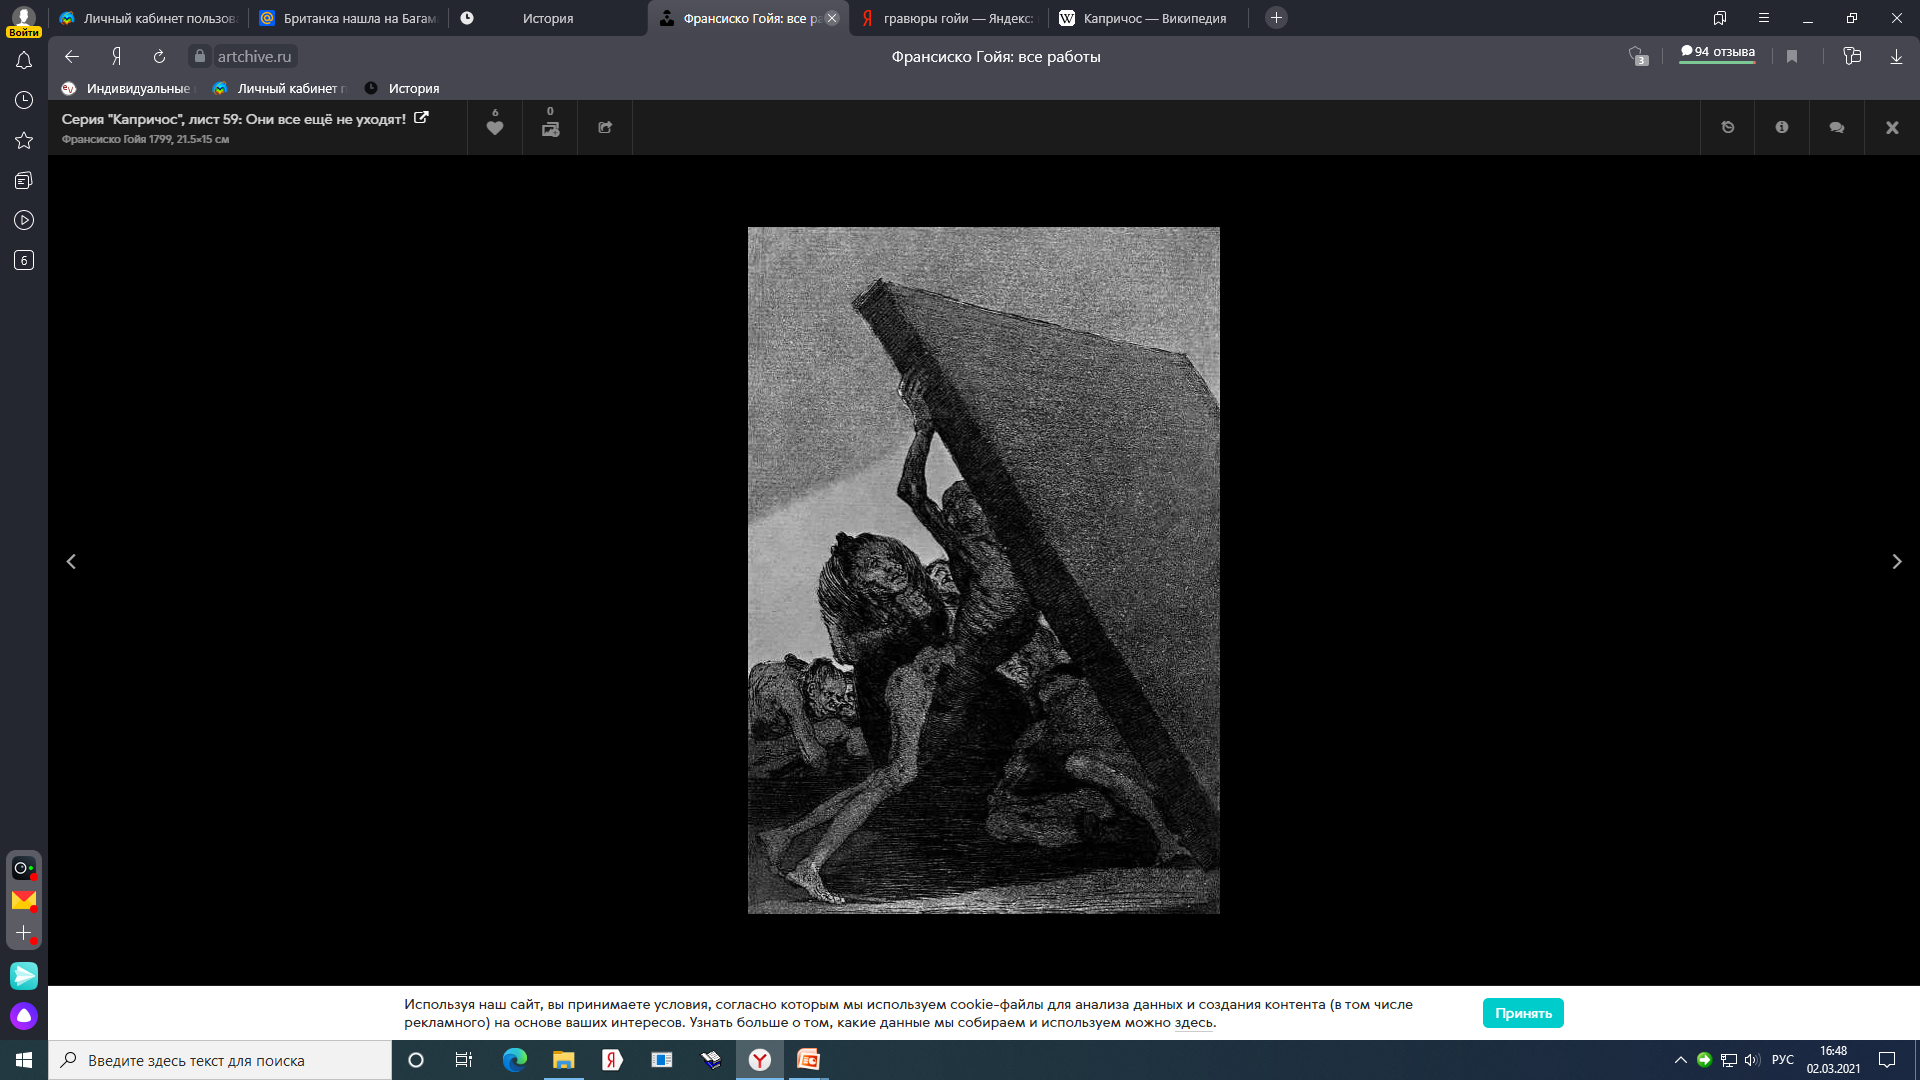 Личный кабинет пользова
Британка нашла на Багам
История
Франсиско Гойя: все ра
гравюры гойи — Яндекс:
Капричос — Википедия
Войти
artchive.ru
Франсиско Гойя: все работы
3
94 отзыва
Индивидуальные
Личный кабинет п
История
Серия "Капричос", лист 59: Они все ещё не уходят!
Франсиско Гойя 1799, 21.5×15 см
6
0
6
Используя наш сайт, вы принимаете условия, согласно которым мы используем cookie-файлы для анализа данных и создания контента (в том числе
рекламного) на основе ваших интересов. Узнать больше о том, какие данные мы собираем и используем можно здесь.
Принять
Введите здесь текст для поиска
РУС
16:48
02.03.2021